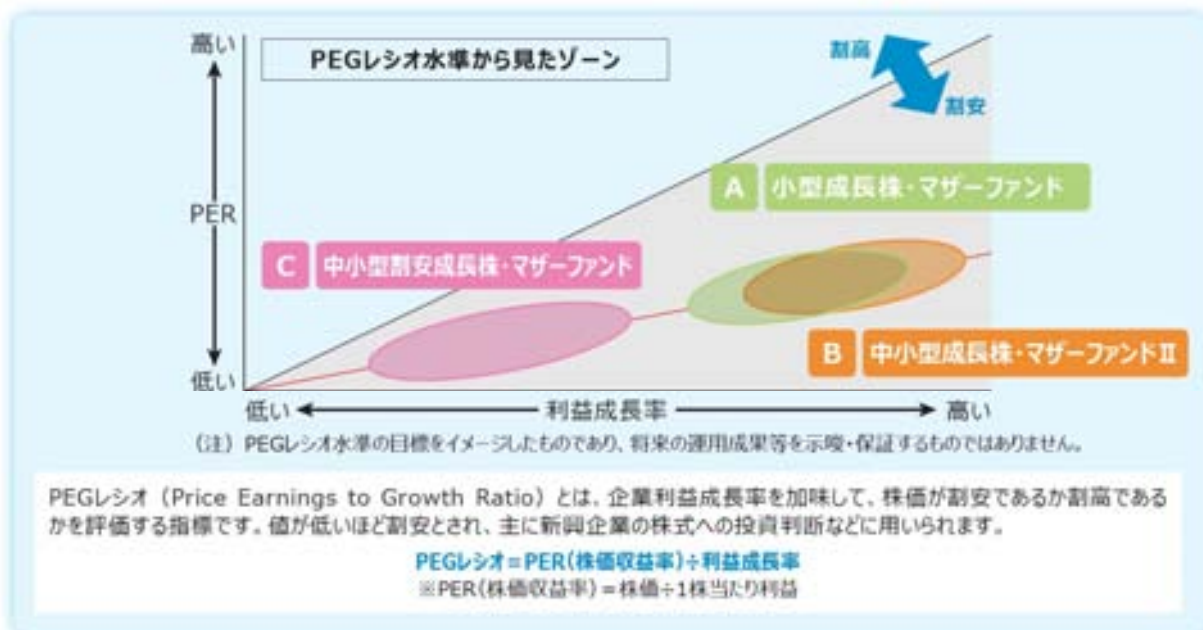 高い
PEGレシオ水準から見たゾーン
割高
割安
A 小型成長株・マザーファンド
PER
C 中小型割安成長株・マザーファンド
B 中小型成長株・マザーファンドⅡ
低い
低い 利益成長率 高い
(注) PEGレシオ水準の目標をイメージしたものであり、将来の運用成果等を示唆・保証するものではありません。
PEGレシオ(Price Earnings to Growth Ratio)とは、企業利益成長率を加味して、株価が割安であるか割高である
かを評価する指標です。値が低いほど割安とされ、主に新興企業の株式への投資判断などに用いられます。
PEGレシオ=PER(株価収益率)÷利益成長率
※PER(株価収益率)=株価÷1株当たり利益